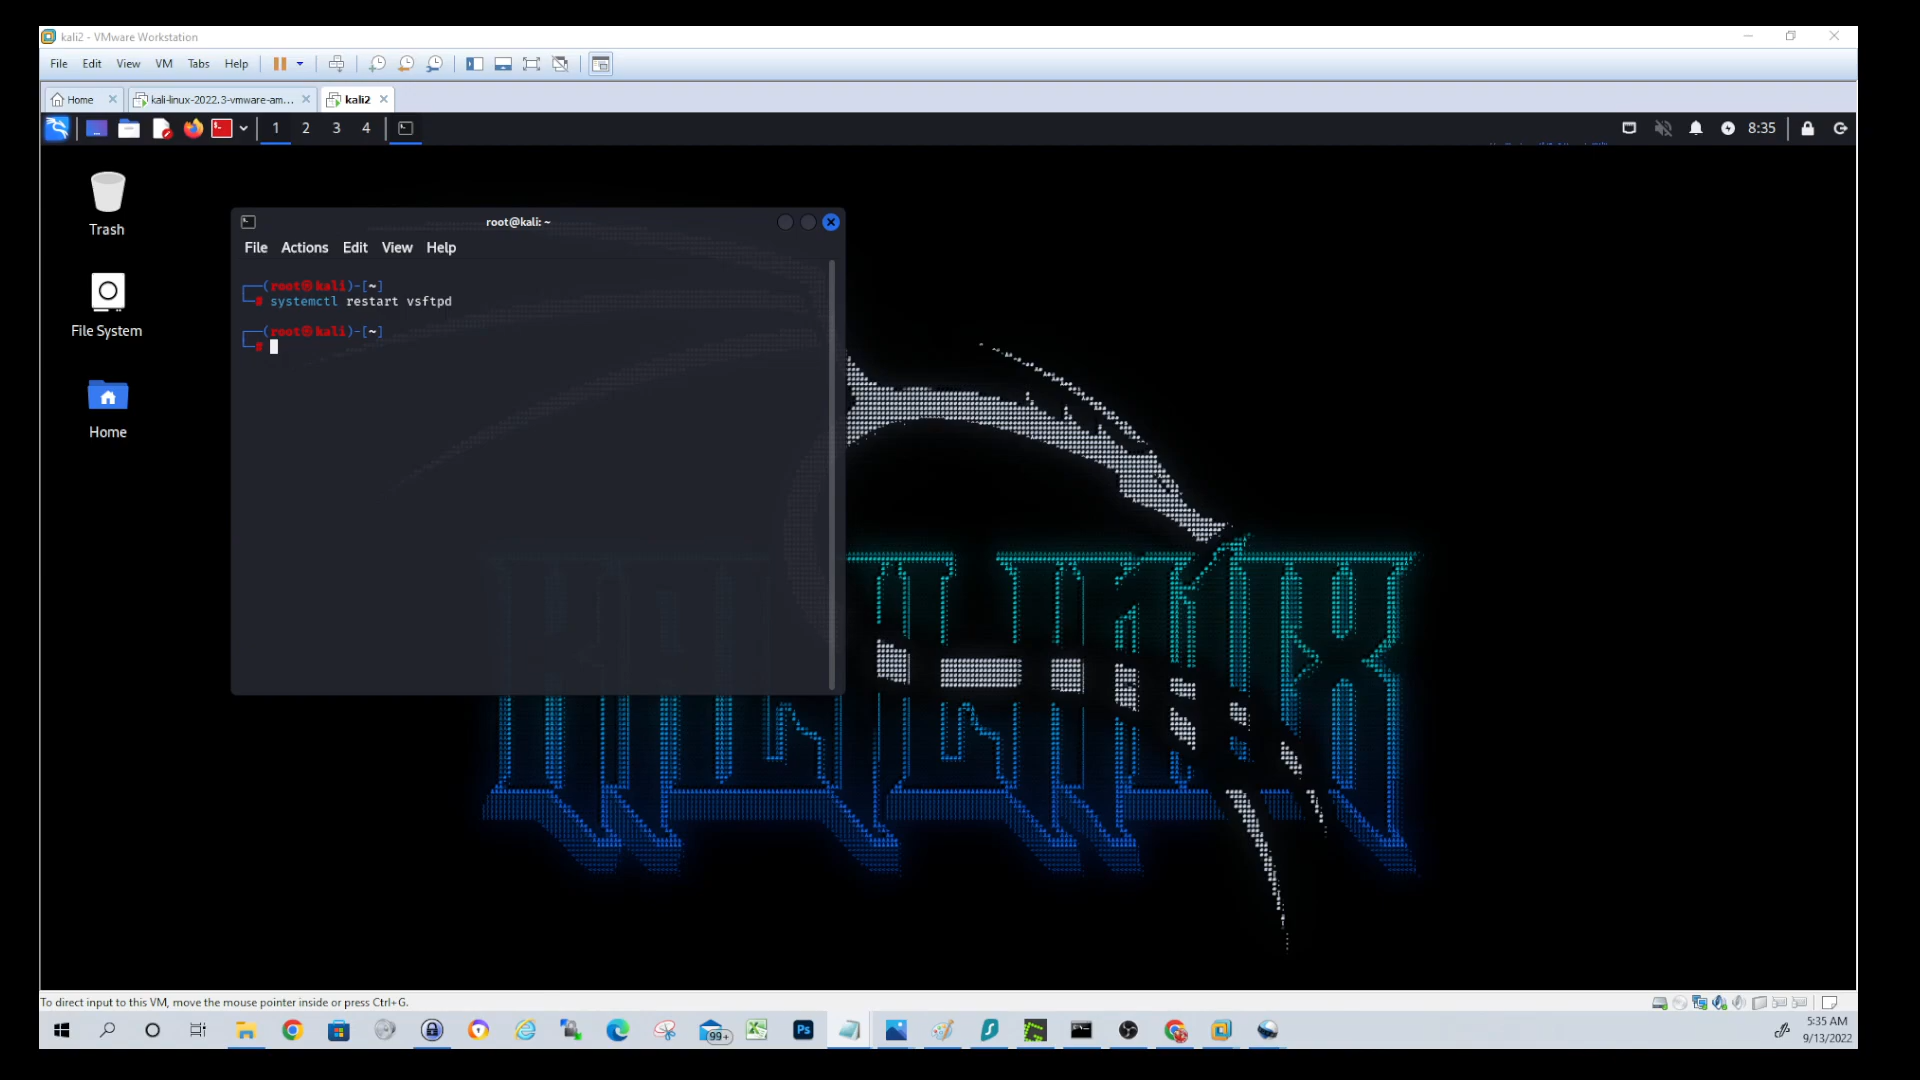 kali2 - VMware Workstation
File Edit View VM Tabs Help
Home kali-linux-2022.3-vmware-am... kali2
1 2 3 4 8:35
Trash
File System
Home
root@kali: ~
File Actions Edit View Help
┌──(root㉿kali)-[~]
└─# systemctl restart vsftpd
┌──(root㉿kali)-[~]
└─#
To direct input to this VM, move the mouse pointer inside or press Ctrl+G.
99+
Ps
5:35 AM
9/13/2022